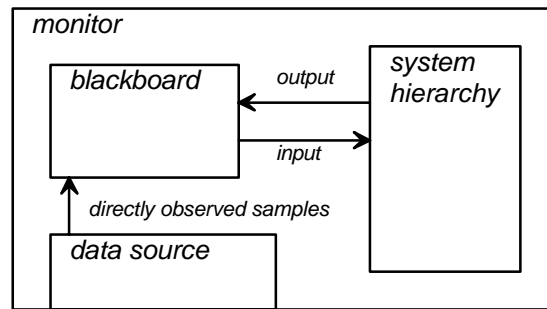 monitor
blackboard
output
system
hierarchy
input
directly observed samples
data source